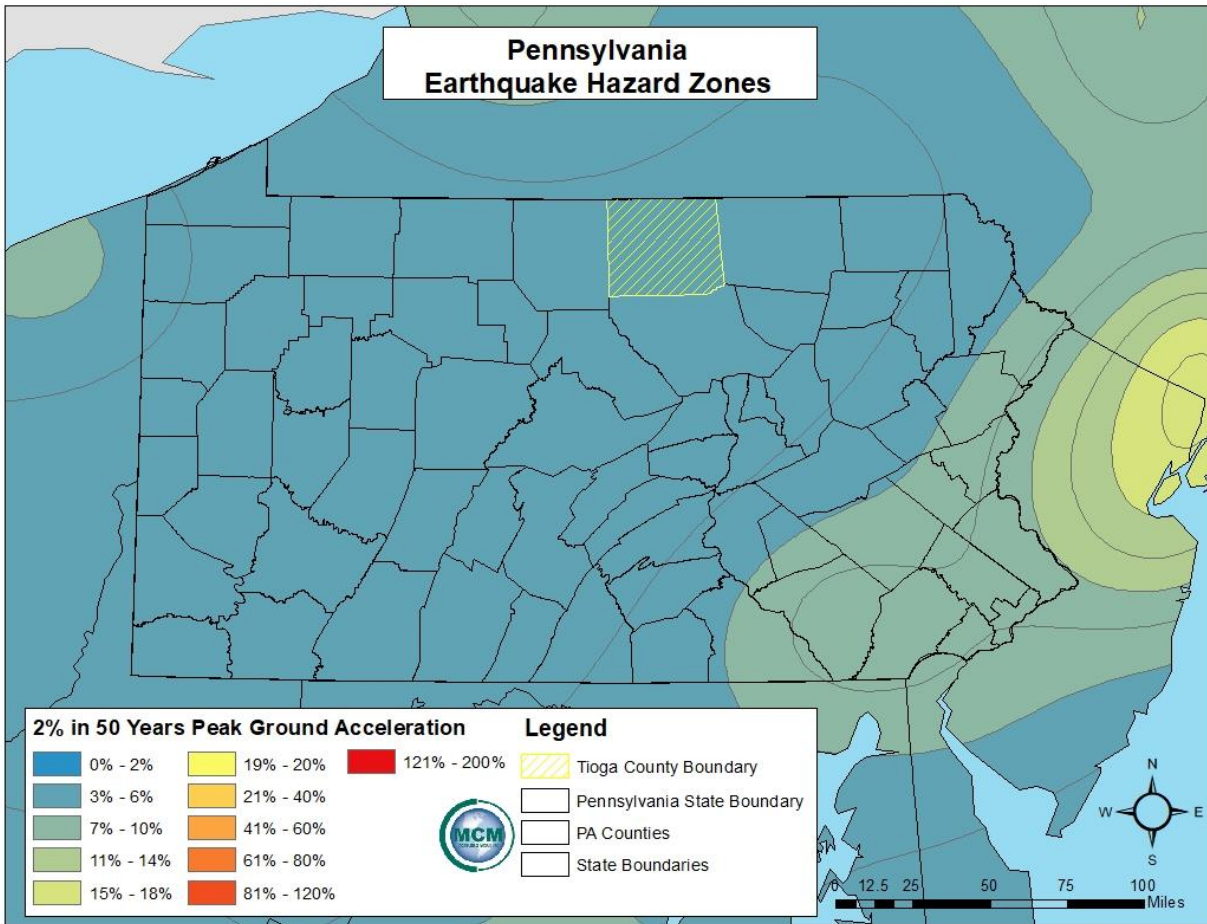 Pennsylvania
Earthquake Hazard Zones
2% in 50 Years Peak Ground Acceleration
0% - 2%
3% - 6%
7% - 10%
11% - 14%
15% - 18%
19% - 20%
21% - 40%
41% - 60%
61% - 80%
81% - 120%
121% - 200%
MCM
Legend
Tioga County Boundary
Pennsylvania State Boundary
PA Counties
State Boundaries
N
W E
S
0 12.5 25 50 75 100
Miles